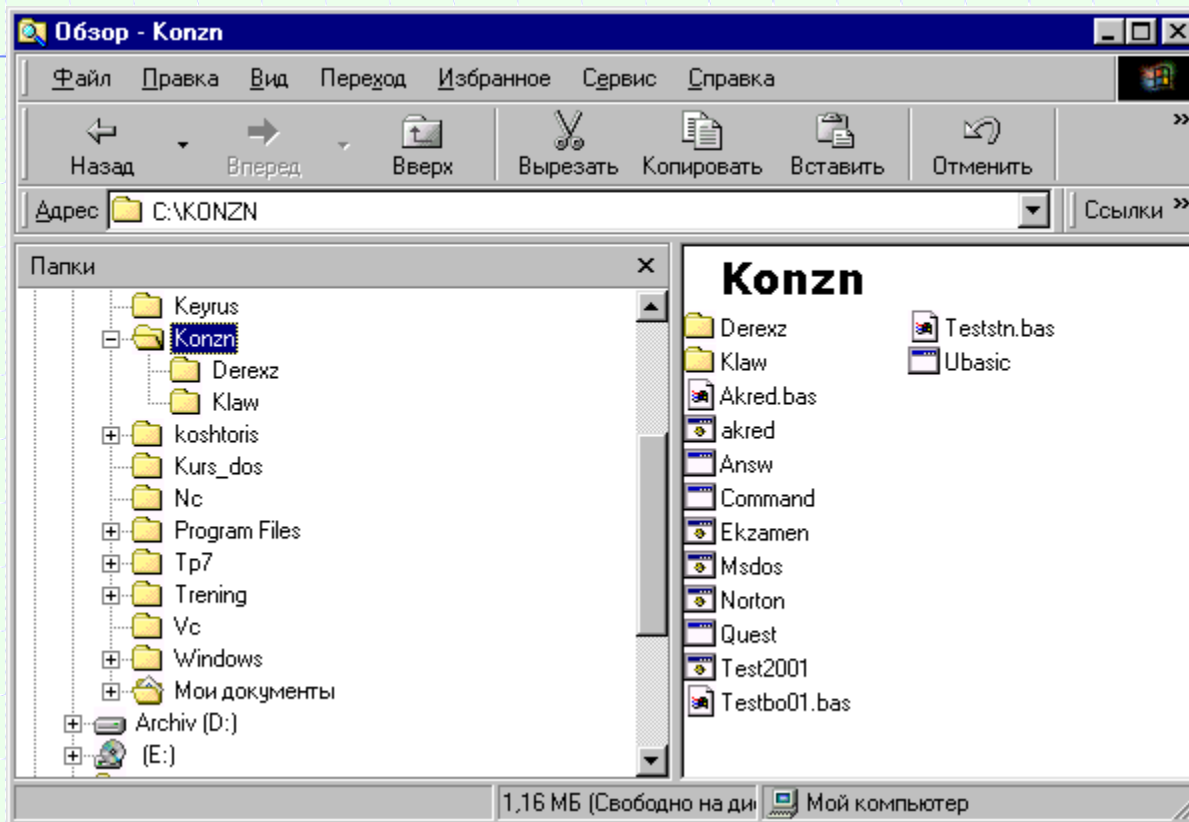 Обзор - Konzn
Файл Правка Вид Переход Избранное Сервис Справка
Назад Вперед Вверх Вырезать Копировать Вставить Отменить »
Адрес C:\KONZN Ссылки »
Папки
Keyrus
Konzn
Derexz
Klaw
koshtoris
Kurs_dos
Nc
Program Files
Tp7
Trening
Vc
Windows
Мои документы
Archiv (D:)
(E:)
Konzn
Derexz
Klaw
Akred.bas
akred
Answ
Command
Ekzamen
Msdos
Norton
Quest
Test2001
Testbo01.bas
Teststn.bas
Ubasic
1,16 МБ (Свободно на ди Мой компьютер